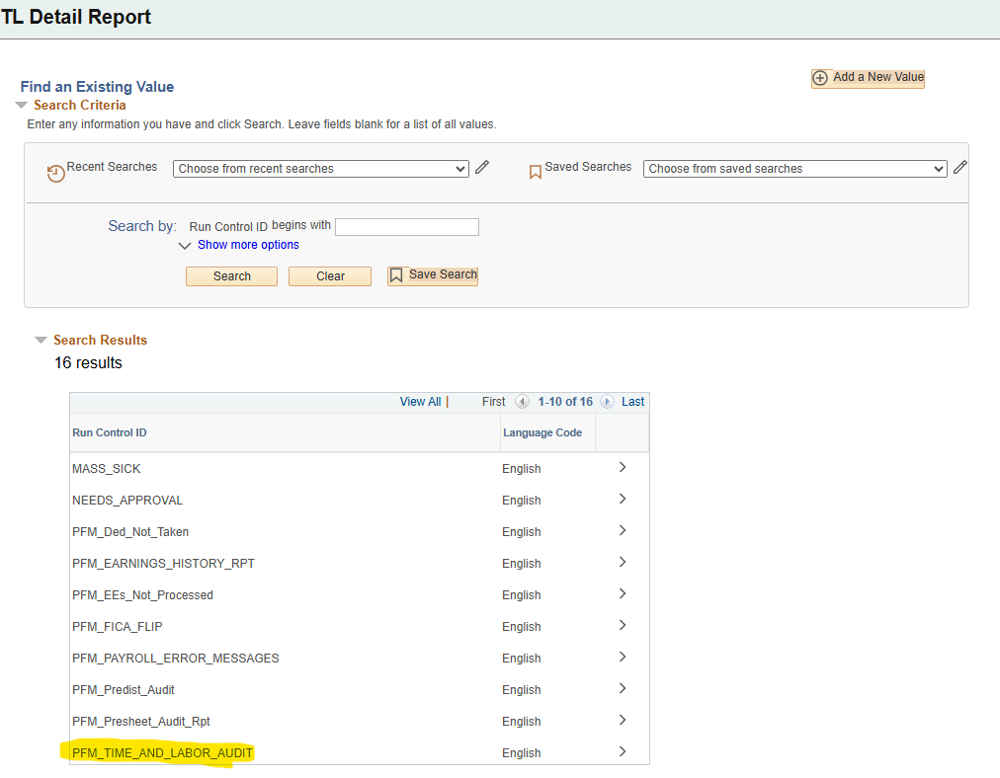 TL Detail Report
Add a New Value
Find an Existing Value
Search Criteria
Enter any information you have and click Search. Leave fields blank for a list of all values.
Recent Searches Choose from recent searches Saved Searches Choose from saved searches
Search by: Run Control ID begins with
Show more options
Search Clear Save Search
Search Results
16 results
View All | First 1-10 of 16 Last
Run Control ID Language Code
MASS_SICK English
NEEDS_APPROVAL English
PFM_Ded_Not_Taken English
PFM_EARNINGS_HISTORY_RPT English
PFM_EEs_Not_Processed English
PFM_FICA_FLIP English
PFM_PAYROLL_ERROR_MESSAGES English
PFM_Predist_Audit English
PFM_Presheet_Audit_Rpt English
PFM_TIME_AND_LABOR_AUDIT English